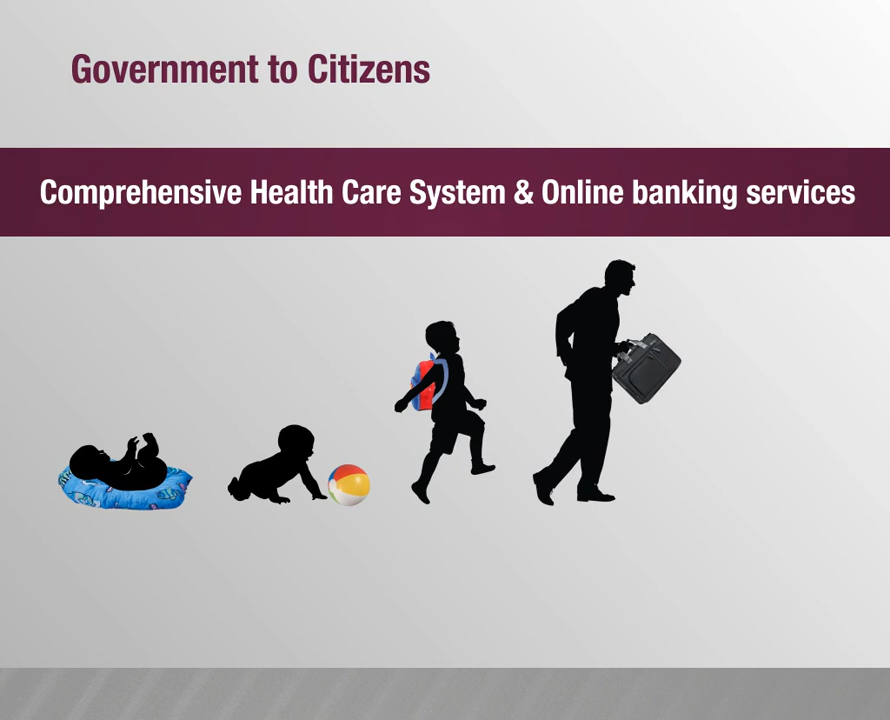 Government to Citizens
Comprehensive Health Care System & Online banking services